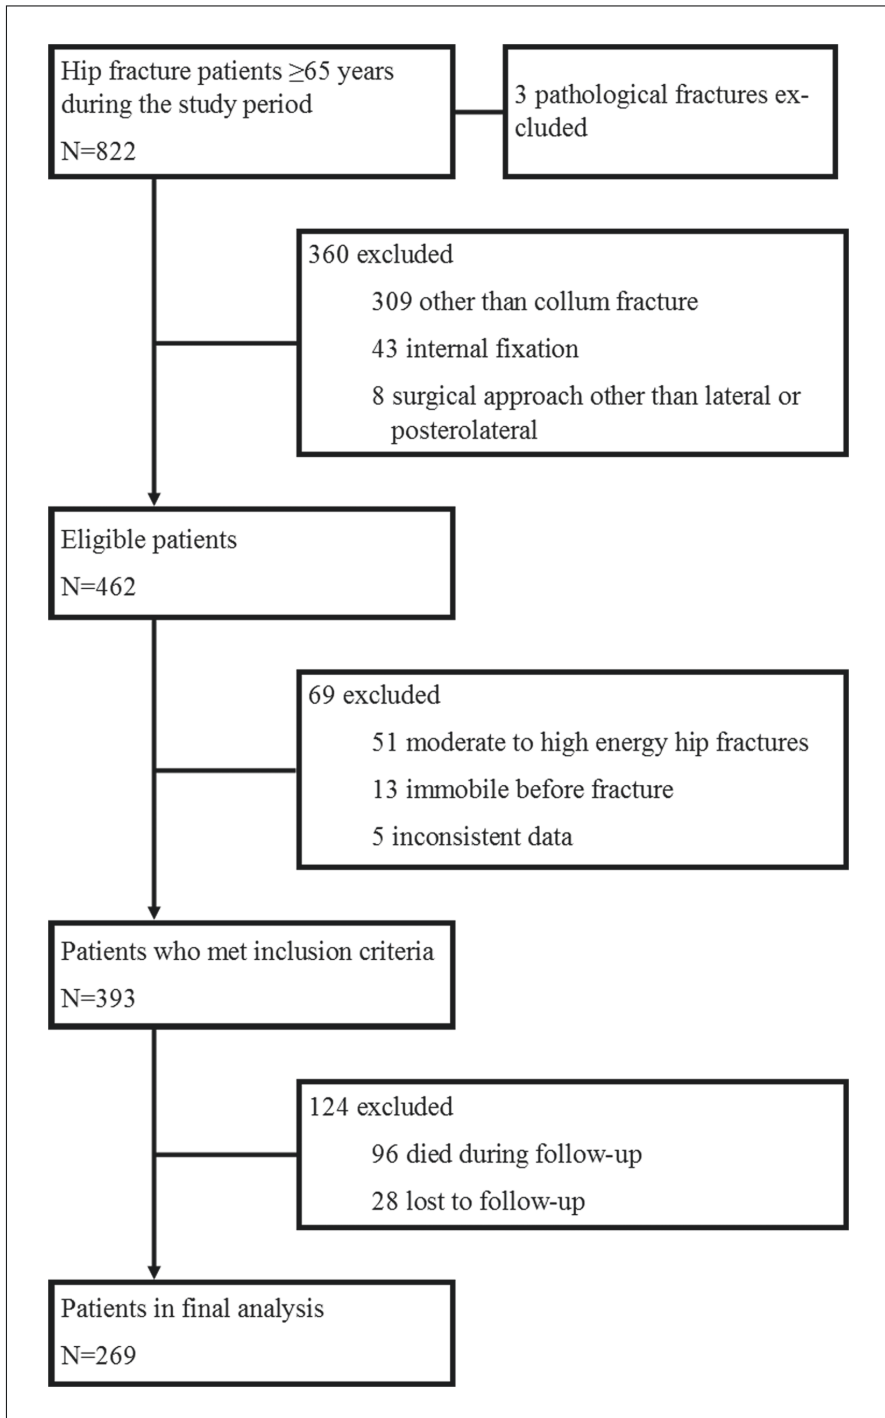 Hip fracture patients ≥65 years
during the study period
N=822
3 pathological fractures ex-
cluded
360 excluded
309 other than collum fracture
43 internal fixation
8 surgical approach other than lateral or
posterolateral
Eligible patients
N=462
69 excluded
51 moderate to high energy hip fractures
13 immobile before fracture
5 inconsistent data
Patients who met inclusion criteria
N=393
124 excluded
96 died during follow-up
28 lost to follow-up
Patients in final analysis
N=269